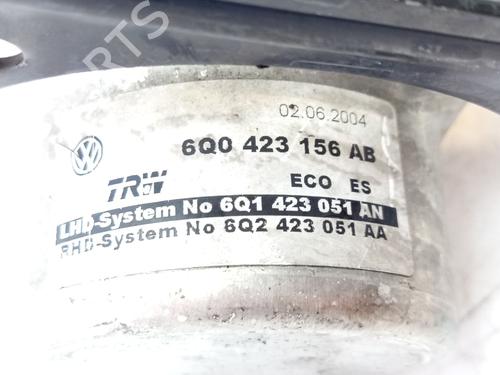 PARTS
02.06.2004
6Q0 423 156 AB
TRW ECO ES
LHD-System No 6Q1 423 051 AN
RHD-System No 6Q2 423 051 AA